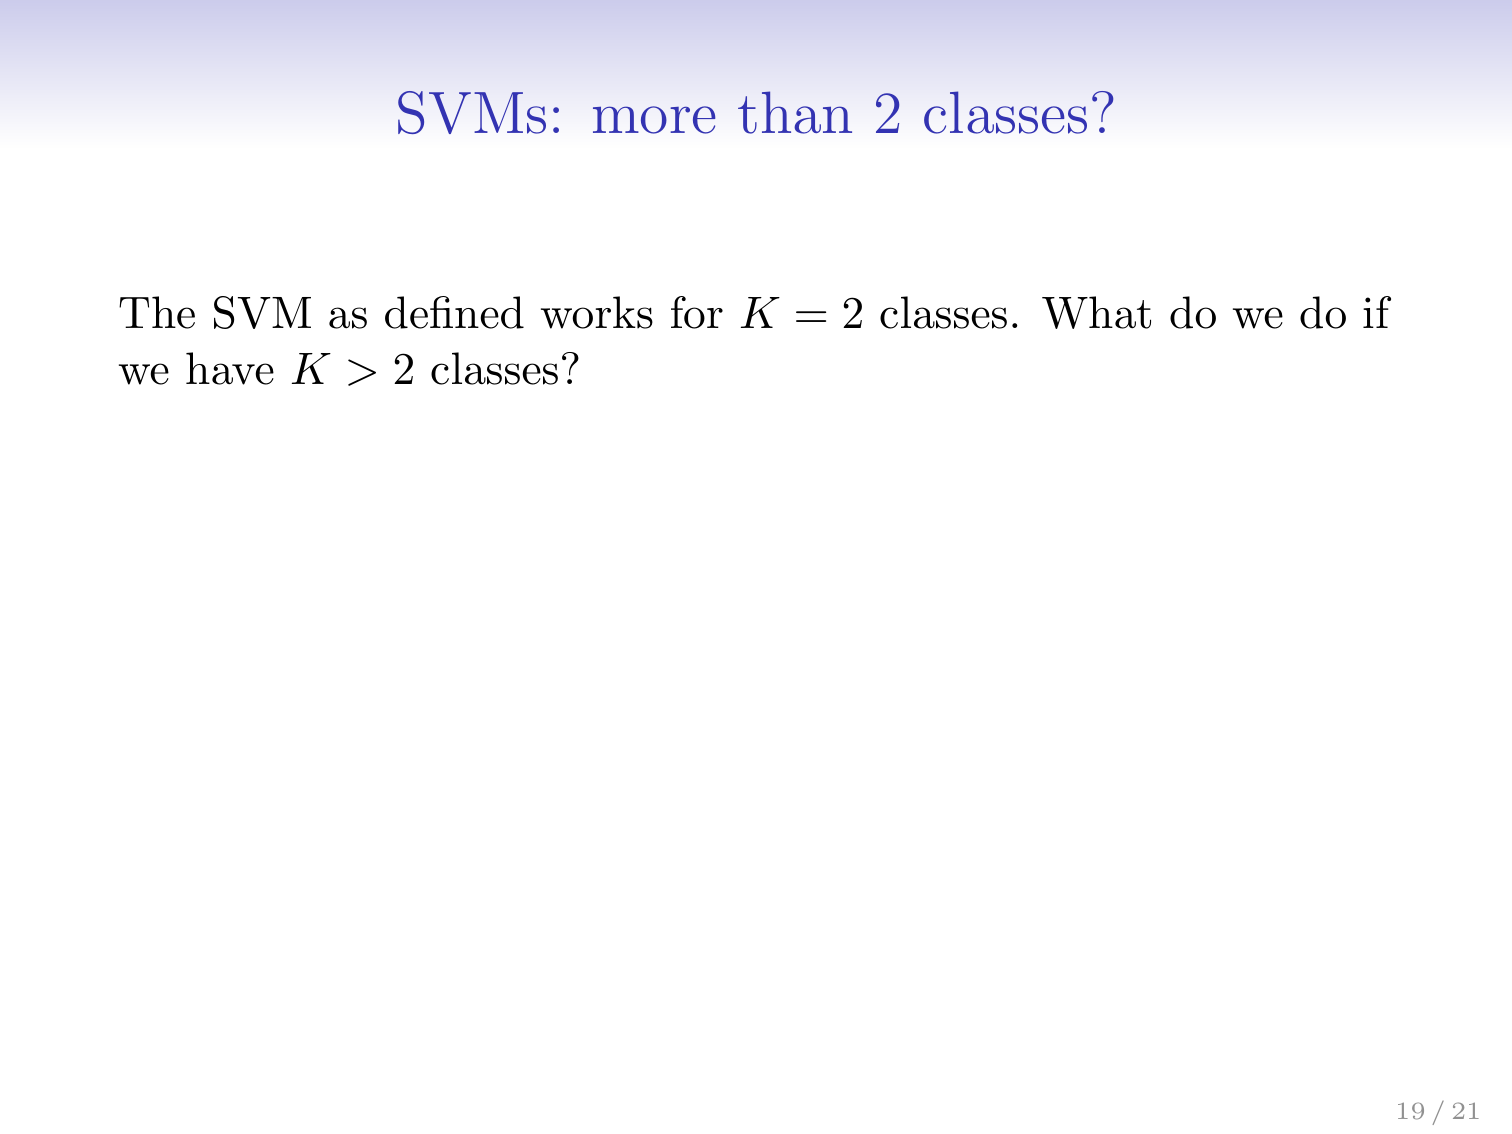 SVMs: more than 2 classes?
The SVM as defined works for K = 2 classes. What do we do if
we have K > 2 classes?
19 / 21